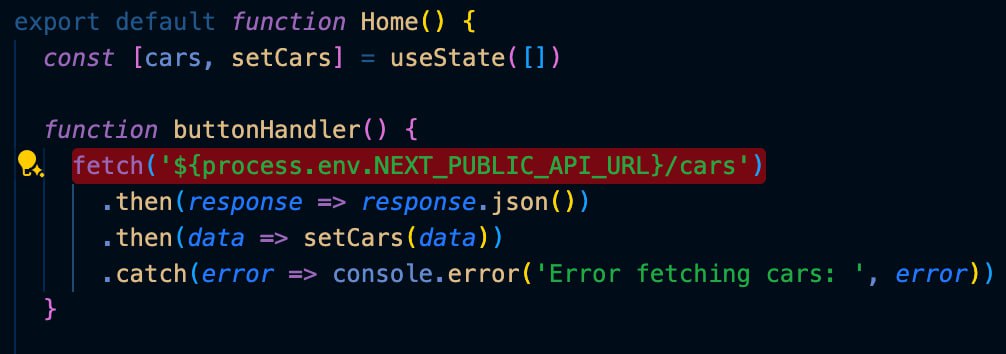 export default function Home() {
const [cars, setCars] = useState([])
function buttonHandler() {
fetch('${process.env.NEXT_PUBLIC_API_URL}/cars')
.then(response => response.json())
.then(data => setCars(data))
.catch(error => console.error('Error fetching cars: ', error))
}